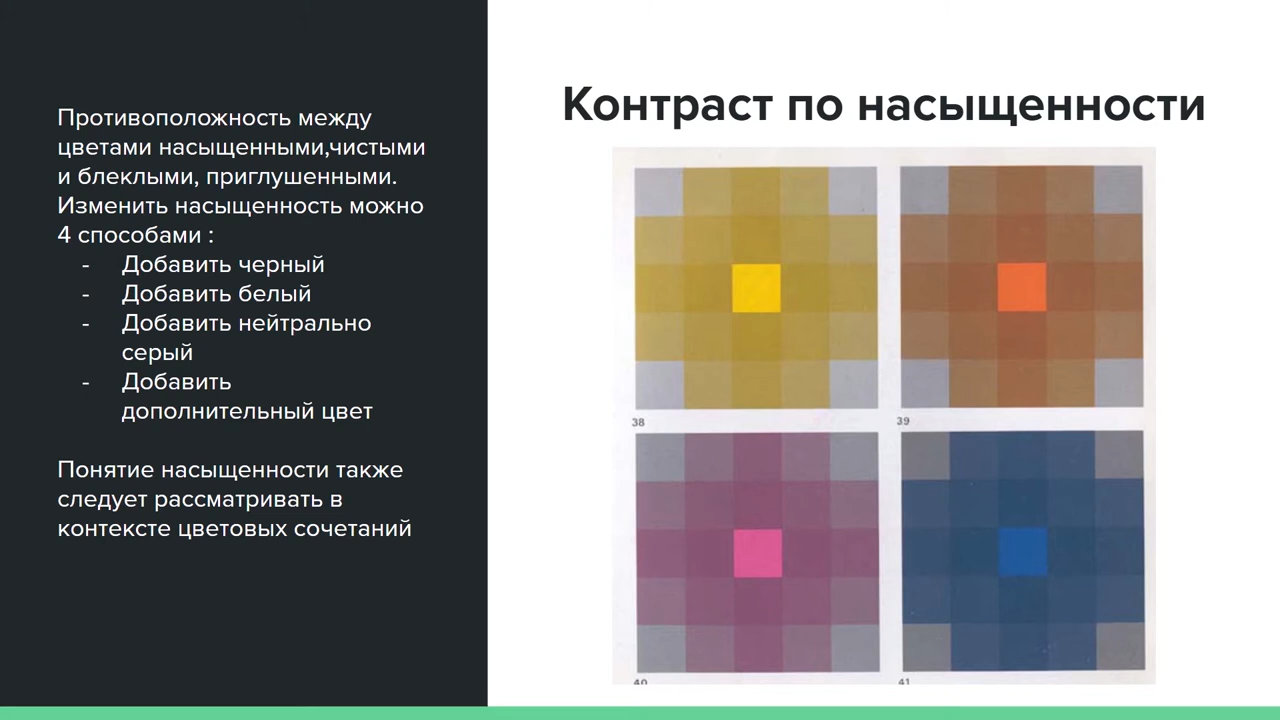 Противоположность между
цветами насыщенными,чистыми
и блеклыми, приглушенными.
Изменить насыщенность можно
4 способами :
- Добавить черный
- Добавить белый
- Добавить нейтрально
серый
- Добавить
дополнительный цвет
Понятие насыщенности также
следует рассматривать в
контексте цветовых сочетаний
Контраст по насыщенности
38
39
40
41